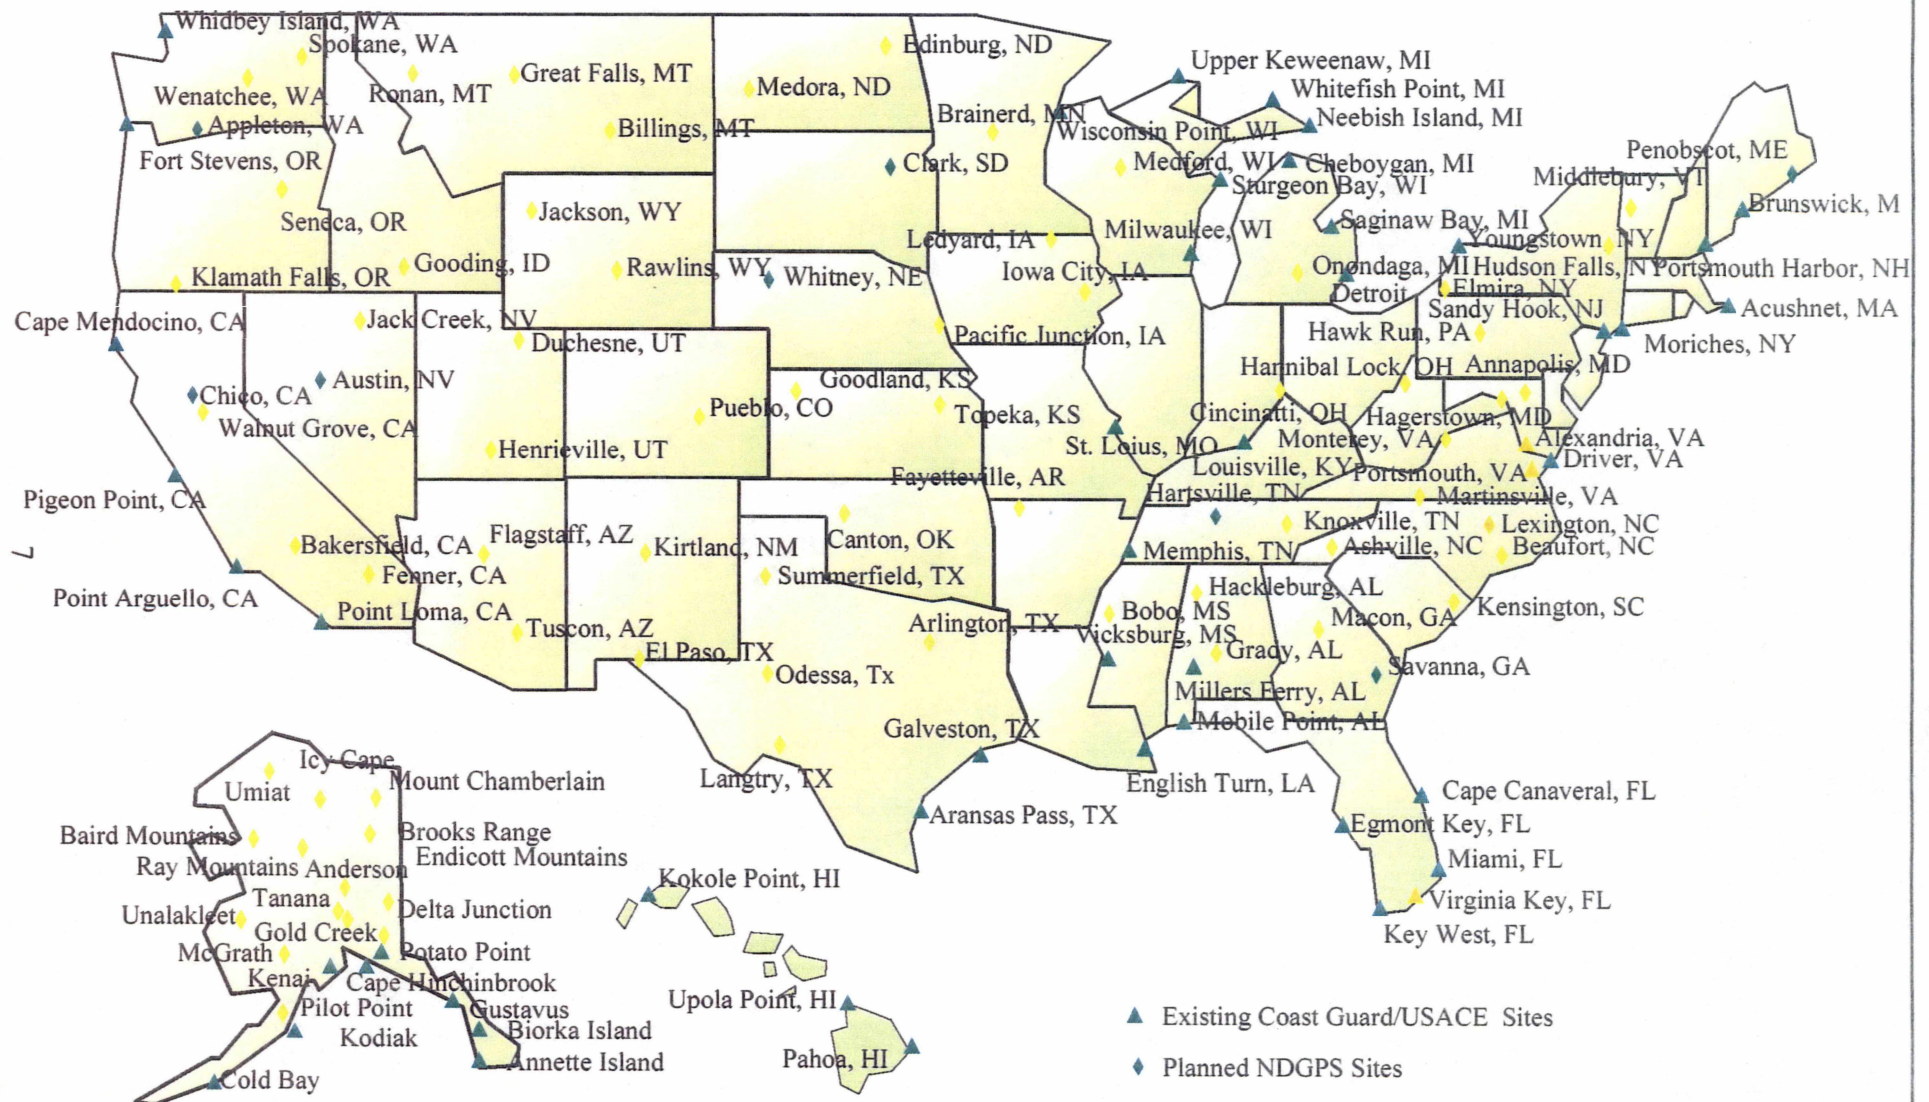 Whidbey Island, WA
Spokane, WA
Wenatchee, WA
Appleton, WA
Fort Stevens, OR
Seneca, OR
Klamath Falls, OR
Ronan, MT
Great Falls, MT
Billings, MT
Gooding, ID
Jackson, WY
Rawlins, WY
Edinburg, ND
Medora, ND
Clark, SD
Whitney, NE
Brainerd, MN
Wisconsin Point, WI
Medford, WI
Sturgeon Bay, WI
Milwaukee, WI
Upper Keweenaw, MI
Whitefish Point, MI
Neebish Island, MI
Cheboygan, MI
Saginaw Bay, MI
Onondaga, MI
Detroit
Ledyard, IA
Iowa City, IA
Pacific Junction, IA
Penobscot, ME
Middlebury, VT
Brunswick, M
Youngstown, NY
Hudson Falls, NY
Portsmouth Harbor, NH
Elmira, NY
Sandy Hook, NJ
Acushnet, MA
Hawk Run, PA
Moriches, NY
Hannibal Lock, OH
Annapolis, MD
Cincinatti, OH
Hagerstown, MD
Monterey, VA
Alexandria, VA
Driver, VA
Louisville, KY
Portsmouth, VA
Martinsville, VA
Cape Mendocino, CA
Jack Creek, NV
Duchesne, UT
Austin, NV
Chico, CA
Walnut Grove, CA
Henrieville, UT
Pueblo, CO
Goodland, KS
Topeka, KS
St. Loius, MO
Fayetteville, AR
Hartsville, TN
Knoxville, TN
Lexington, NC
Memphis, TN
Ashville, NC
Beaufort, NC
Pigeon Point, CA
Bakersfield, CA
Fenner, CA
Point Arguello, CA
Point Loma, CA
Flagstaff, AZ
Tuscon, AZ
Kirtland, NM
Canton, OK
Summerfield, TX
El Paso, TX
Arlington, TX
Odessa, Tx
Bobo, MS
Vicksburg, MS
Hackleburg, AL
Macon, GA
Kensington, SC
Grady, AL
Savanna, GA
Millers Ferry, AL
Mobile Point, AL
Galveston, TX
Langtry, TX
Aransas Pass, TX
English Turn, LA
Cape Canaveral, FL
Egmont Key, FL
Miami, FL
Virginia Key, FL
Key West, FL
Icy Cape
Umiat
Mount Chamberlain
Baird Mountains
Brooks Range
Endicott Mountains
Ray Mountains
Anderson
Tanana
Unalakleet
Delta Junction
Gold Creek
McGrath
Potato Point
Kenai
Cape Hinchinbrook
Pilot Point
Gustavus
Kodiak
Biorka Island
Annette Island
Cold Bay
Kokole Point, HI
Upola Point, HI
Pahoa, HI
Existing Coast Guard/USACE Sites
Planned NDGPS Sites
7